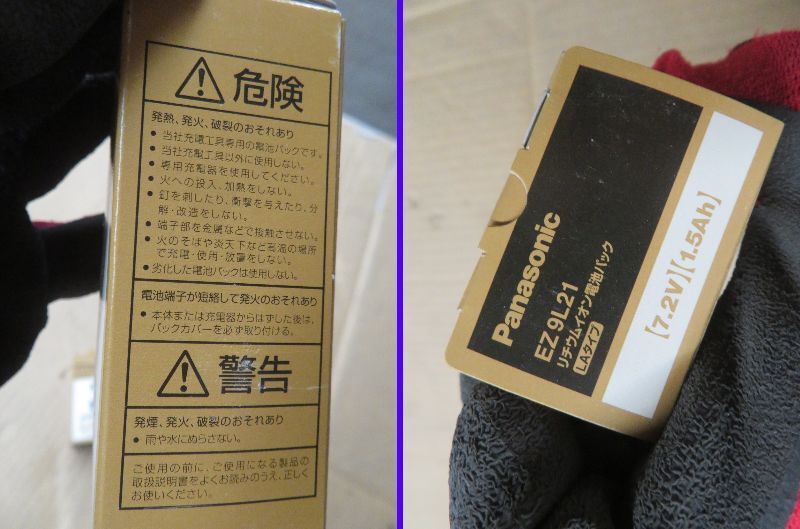 危険
発熱、発火、破裂のおそれあり
● 当社充電工具専用の電池パックです。
● 当社充電工具以外に使用しない。
● 専用充電器を使用してください。
● 火への投入、加熱をしない。
● 釘を刺したり、衝撃を与えたり、分
解・改造をしない。
● 端子部を金属などで接触させない。
● 火のそばや炎天下など高温の場所
で充電・使用・放置をしない。
● 劣化した電池パックは使用しない。
電池端子が短絡して発火のおそれあり
● 本体または充電器からはずした後は、
パックカバーを必ず取り付ける。
警告
発煙、発火、破裂のおそれあり
● 雨や水にぬらさない。
ご使用の前に、ご使用になる製品の
取扱説明書をよくお読みのうえ、正しく
お使いください。
Panasonic
EZ9L21
リチウムイオン電池パック
LAタイプ
[7.2V][1.5Ah]